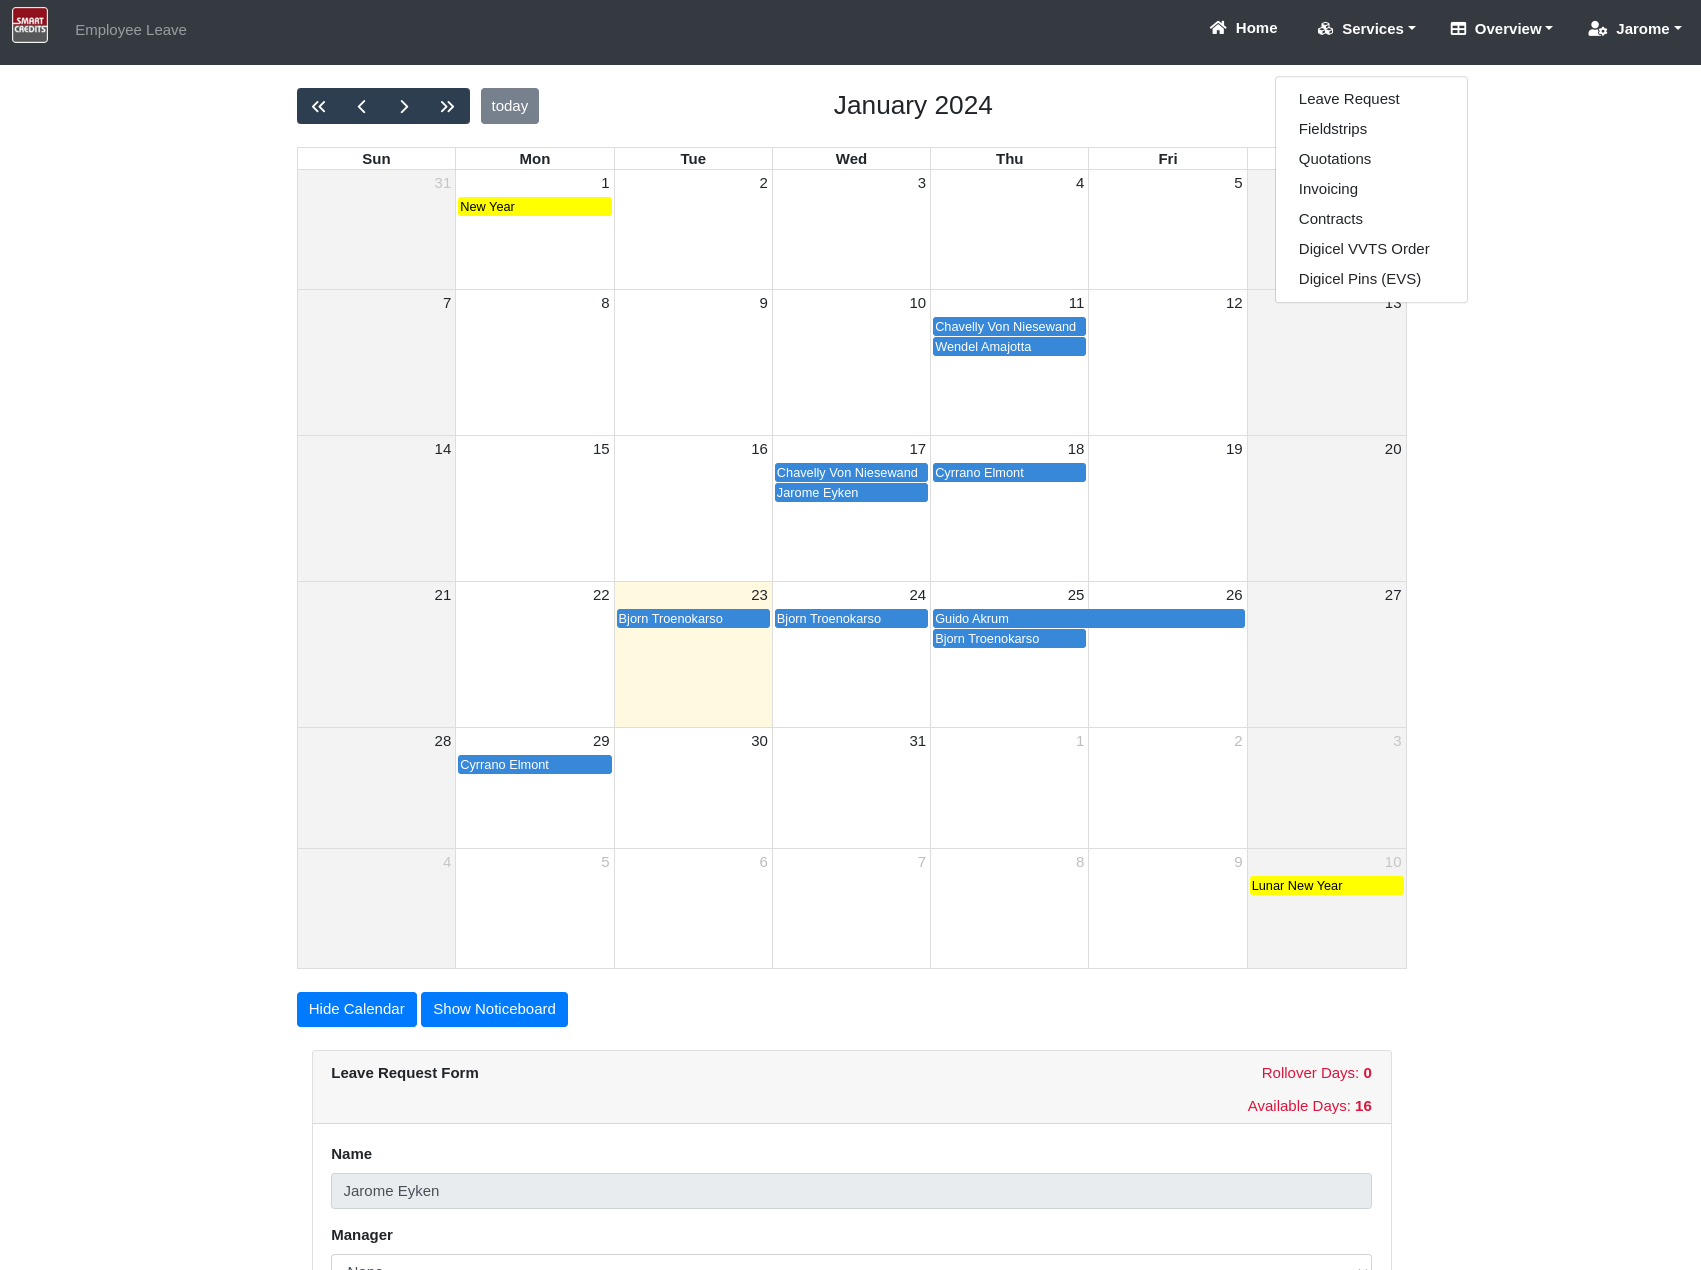 SMART
CREDITS
Employee Leave
Home
Services
Overview
Jarome
today
January 2024
Leave Request
Fieldstrips
Quotations
Invoicing
Contracts
Digicel VVTS Order
Digicel Pins (EVS)
Sun Mon Tue Wed Thu Fri
31 1 2 3 4 5
New Year
7 8 9 10 11 12 13
Chavelly Von Niesewand
Wendel Amajotta
14 15 16 17 18 19 20
Chavelly Von Niesewand Cyrrano Elmont
Jarome Eyken
21 22 23 24 25 26 27
Bjorn Troenokarso Bjorn Troenokarso Guido Akrum
Bjorn Troenokarso
28 29 30 31 1 2 3
Cyrrano Elmont
4 5 6 7 8 9 10
Lunar New Year
Hide Calendar Show Noticeboard
Leave Request Form Rollover Days: 0
Available Days: 16
Name
Jarome Eyken
Manager